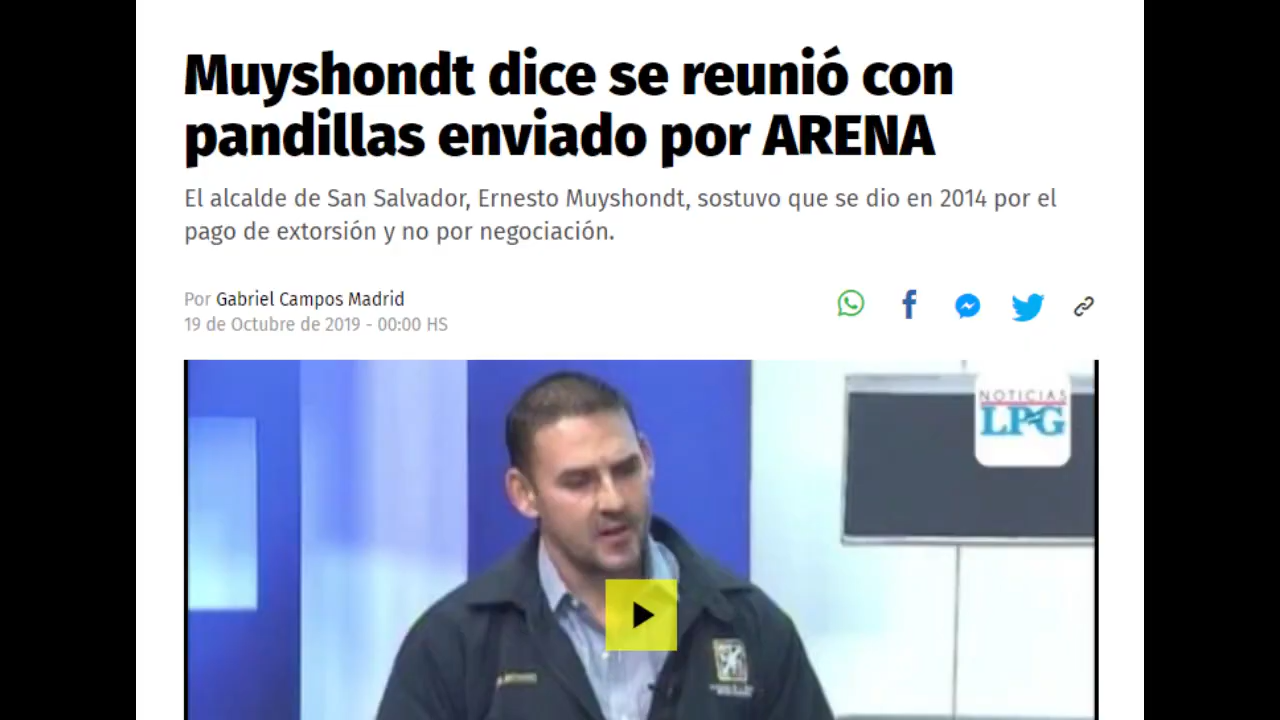 Muyshondt dice se reunió con
pandillas enviado por ARENA
El alcalde de San Salvador, Ernesto Muyshondt, sostuvo que se dio en 2014 por el
pago de extorsión y no por negociación.
Por Gabriel Campos Madrid
19 de Octubre de 2019 - 00:00 HS
NOTICIAS
LPG